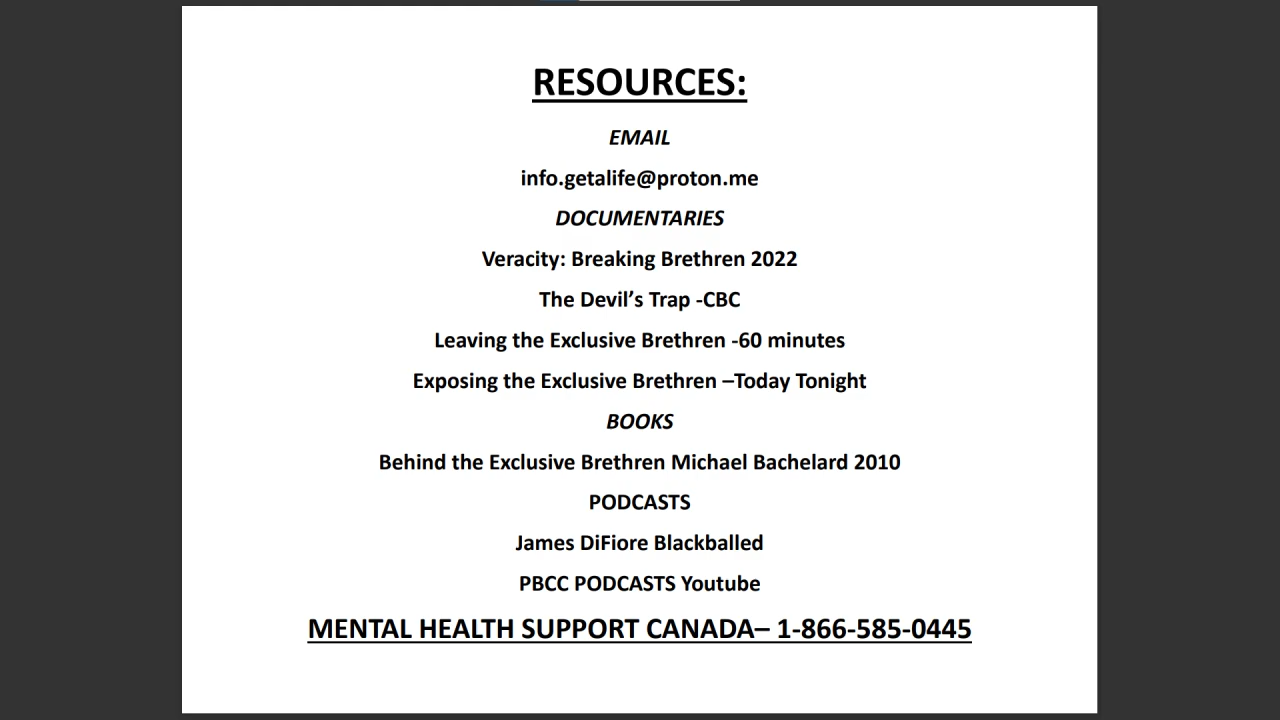 RESOURCES:
EMAIL
info.getalife@proton.me
DOCUMENTARIES
Veracity: Breaking Brethren 2022
The Devil’s Trap -CBC
Leaving the Exclusive Brethren -60 minutes
Exposing the Exclusive Brethren –Today Tonight
BOOKS
Behind the Exclusive Brethren Michael Bachelard 2010
PODCASTS
James DiFiore Blackballed
PBCC PODCASTS Youtube
MENTAL HEALTH SUPPORT CANADA– 1-866-585-0445